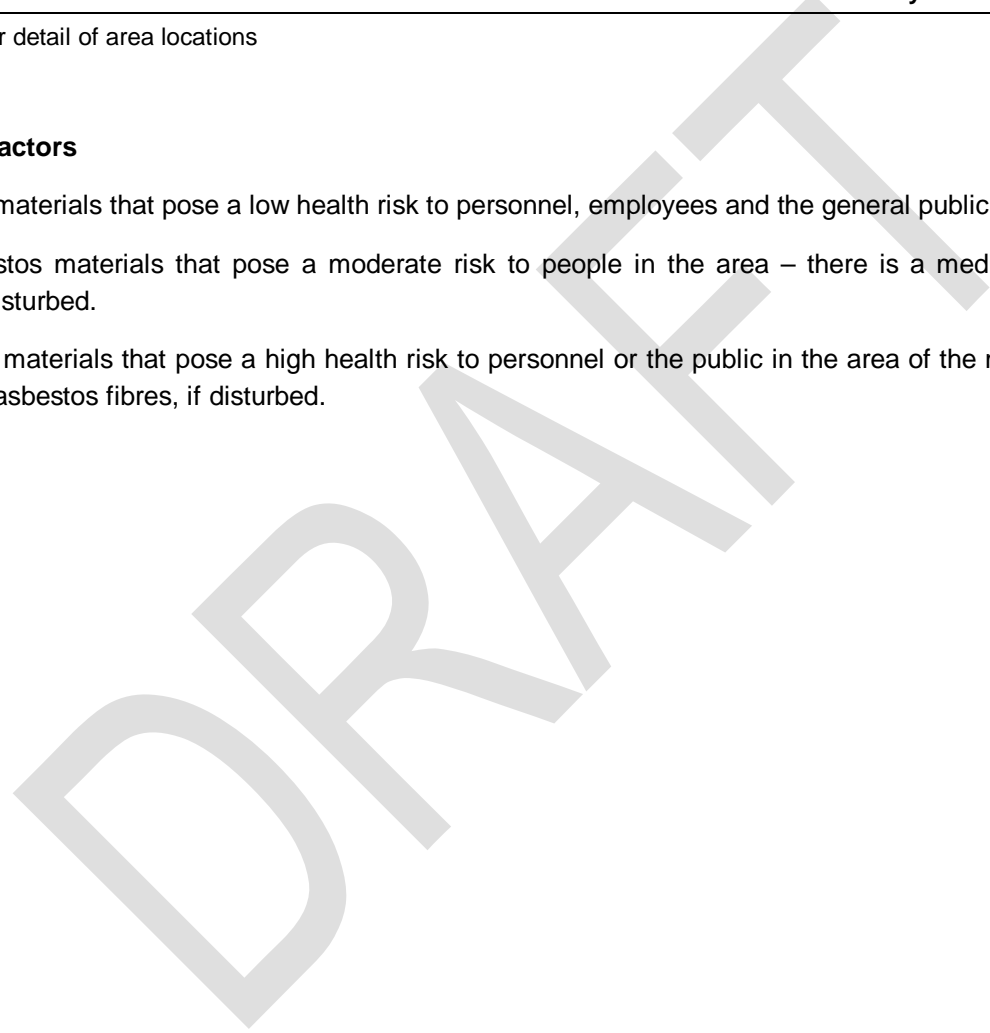 r detail of area locations
actors
materials that pose a low health risk to personnel, employees and the general public
stos materials that pose a moderate risk to people in the area – there is a med
sturbed.
materials that pose a high health risk to personnel or the public in the area of the
asbestos fibres, if disturbed.
DRAFT